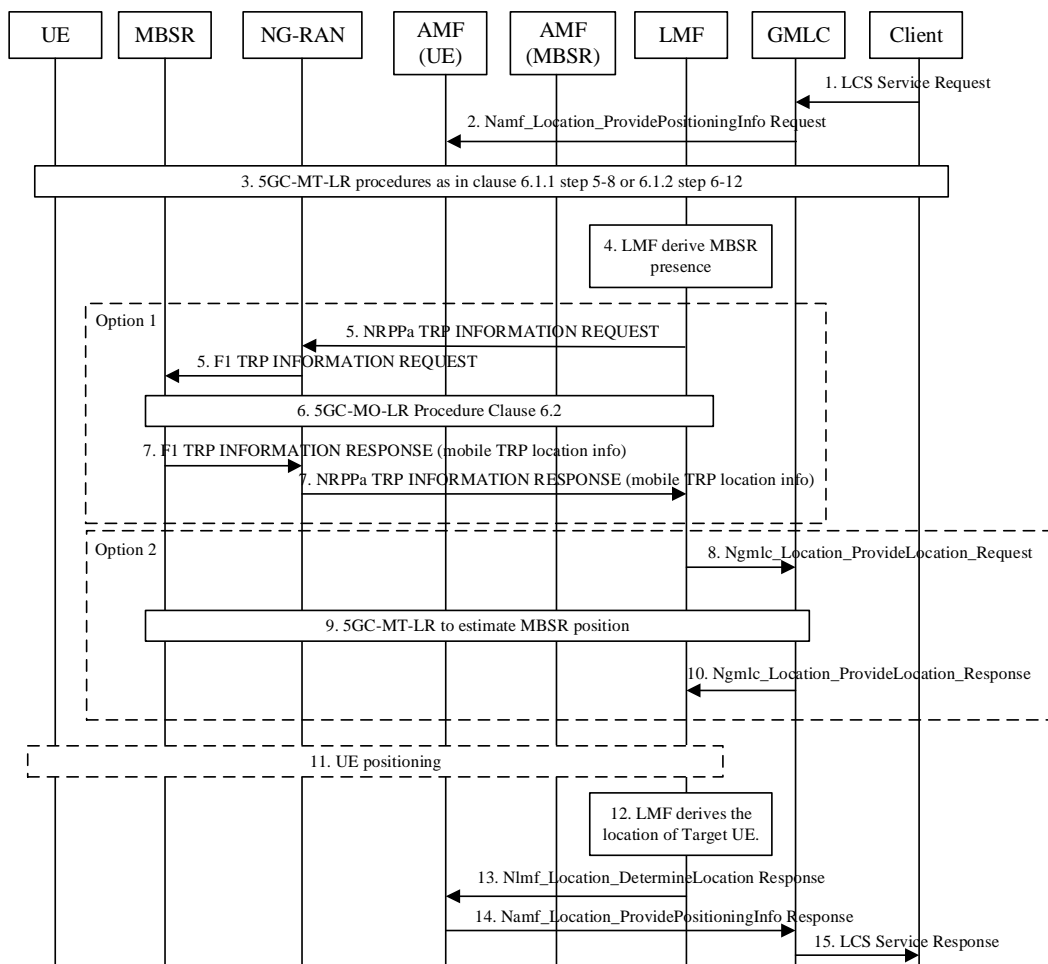 UE
MBSR
NG-RAN
AMF
(UE)
AMF
(MBSR)
LMF
GMLC
Client
1. LCS Service Request
2. Namf_Location_ProvidePositioningInfo Request
3. 5GC-MT-LR procedures as in clause 6.1.1 step 5-8 or 6.1.2 step 6-12
4. LMF derive MBSR
presence
Option 1
5. NRPPa TRP INFORMATION REQUEST
5. F1 TRP INFORMATION REQUEST
6. 5GC-MO-LR Procedure Clause 6.2
7. F1 TRP INFORMATION RESPONSE (mobile TRP location info)
7. NRPPa TRP INFORMATION RESPONSE (mobile TRP location info)
Option 2
8. Ngmlc_Location_ProvideLocation_Request
9. 5GC-MT-LR to estimate MBSR position
10. Ngmlc_Location_ProvideLocation_Response
11. UE positioning
12. LMF derives the
location of Target UE.
13. Nlmf_Location_DetermineLocation Response
14. Namf_Location_ProvidePositioningInfo Response
15. LCS Service Response